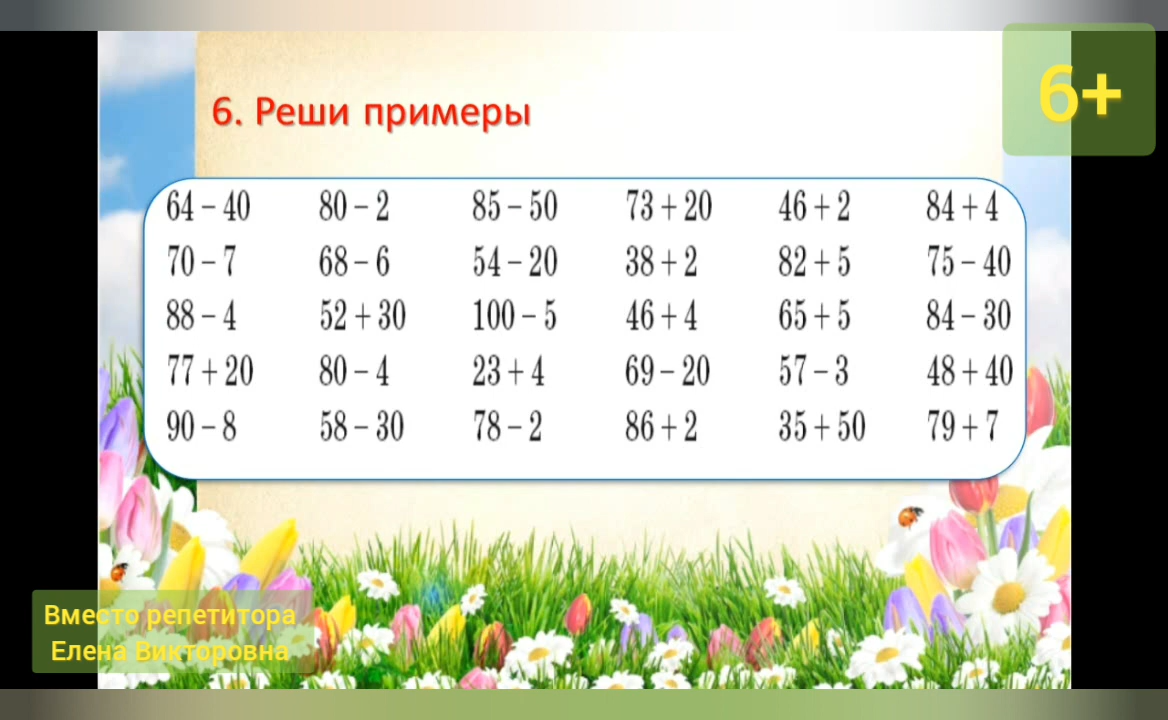 6+
6. Реши примеры
64 – 40 80 – 2 85 – 50 73 + 20 46 + 2 84 + 4
70 – 7 68 – 6 54 – 20 38 + 2 82 + 5 75 – 40
88 – 4 52 + 30 100 – 5 46 + 4 65 + 5 84 – 30
77 + 20 80 – 4 23 + 4 69 – 20 57 – 3 48 + 40
90 – 8 58 – 30 78 – 2 86 + 2 35 + 50 79 + 7
Вместо репетитора
Елена Викторовна